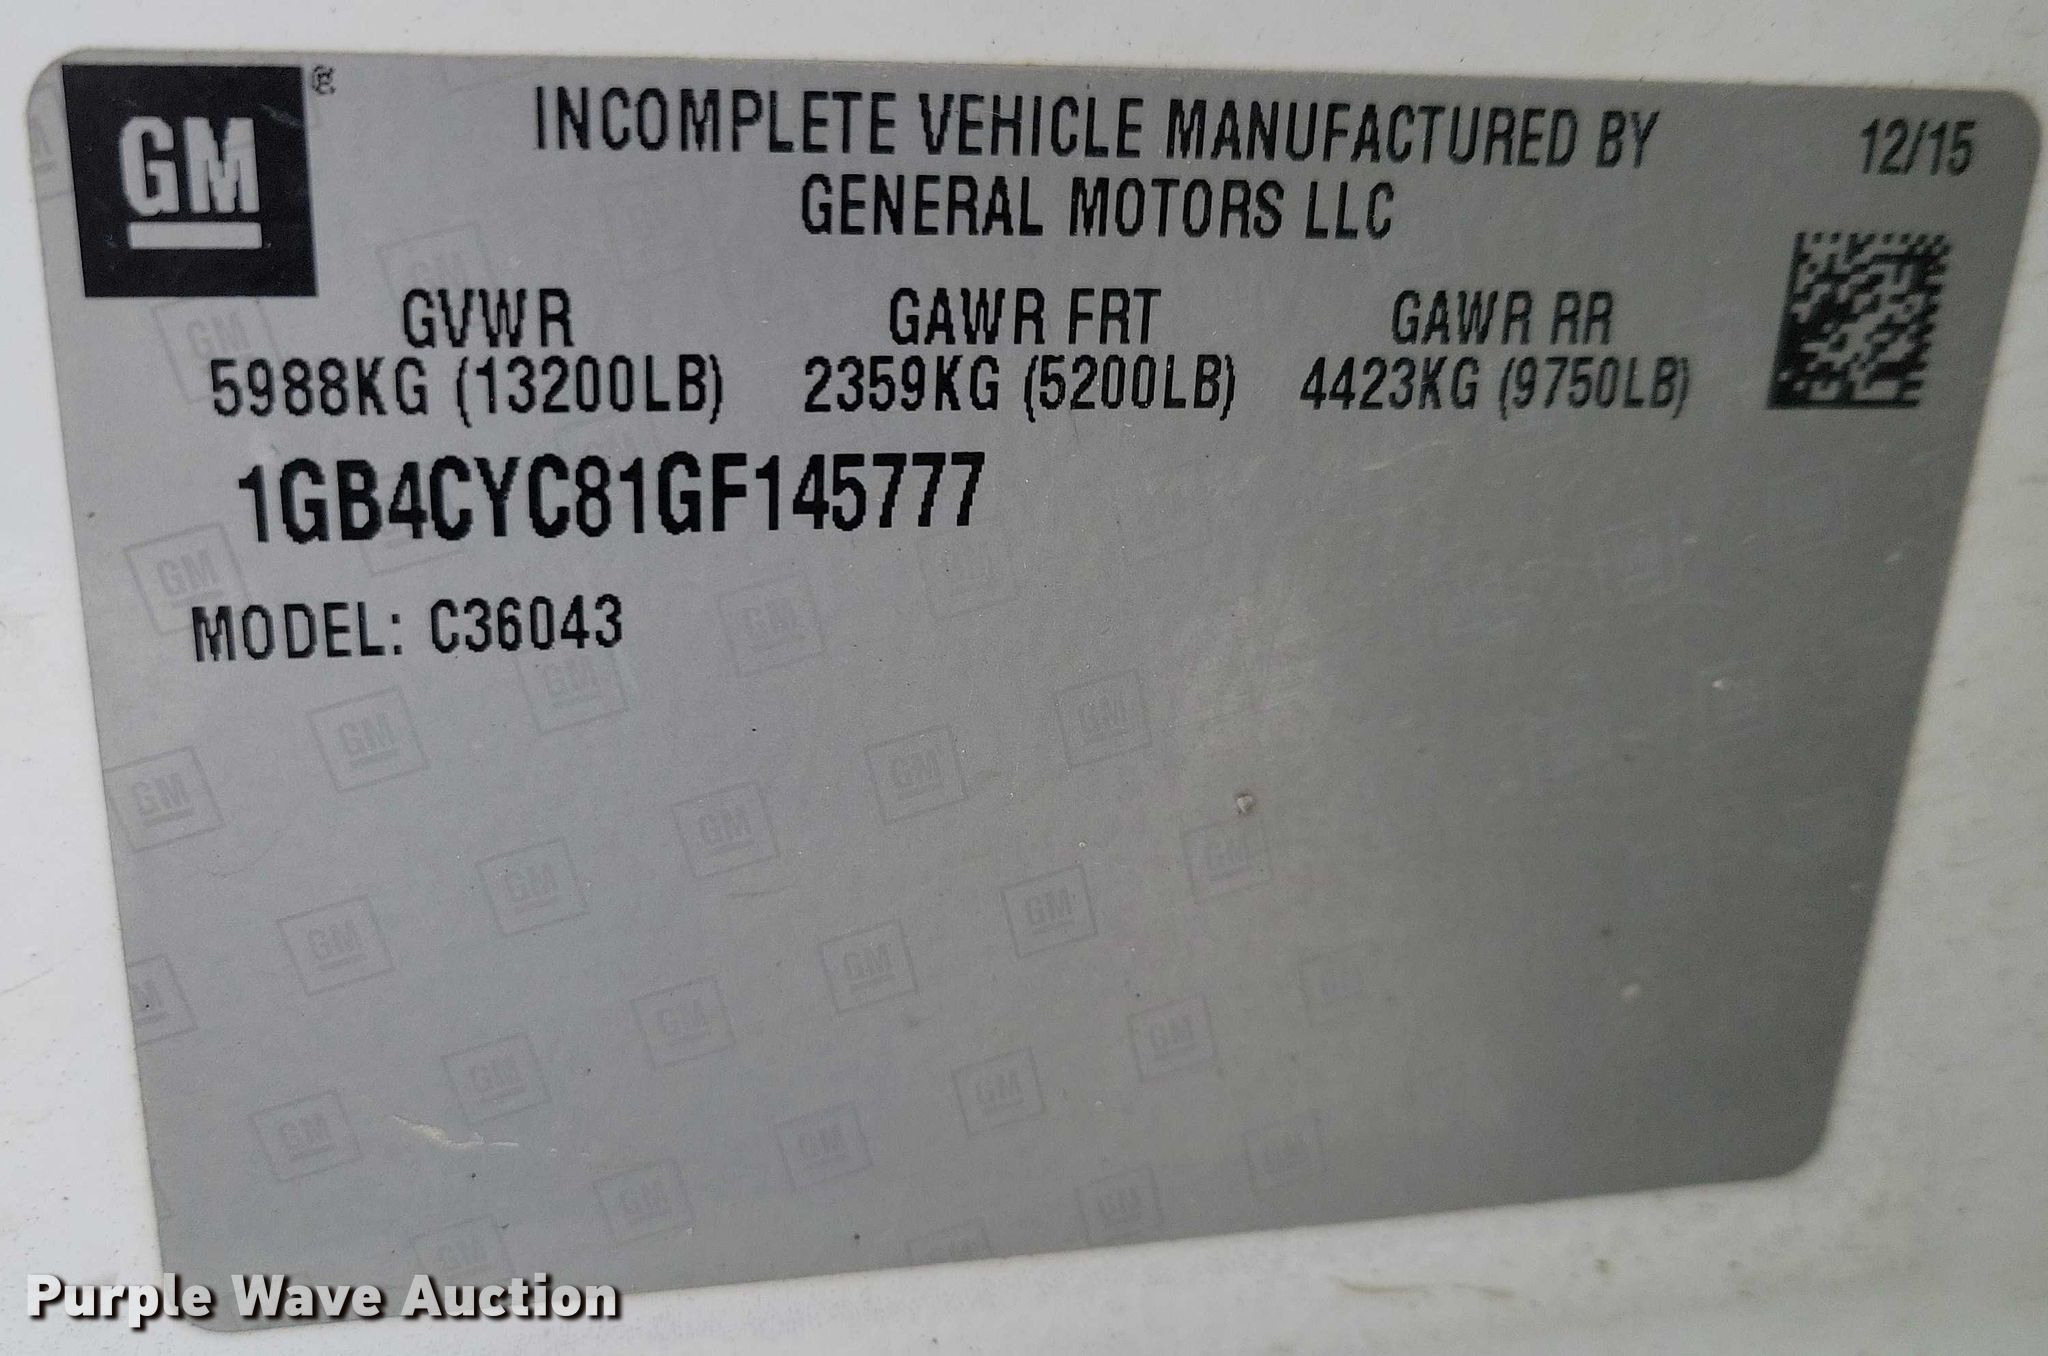 GM®
INCOMPLETE VEHICLE MANUFACTURED BY
12/15
GENERAL MOTORS LLC
GVWR GAWR FRT GAWR RR
5988KG (13200LB) 2359KG (5200LB) 4423KG (9750LB)
1GB4CYC81GF145777
MODEL: C36043
Purple Wave Auction